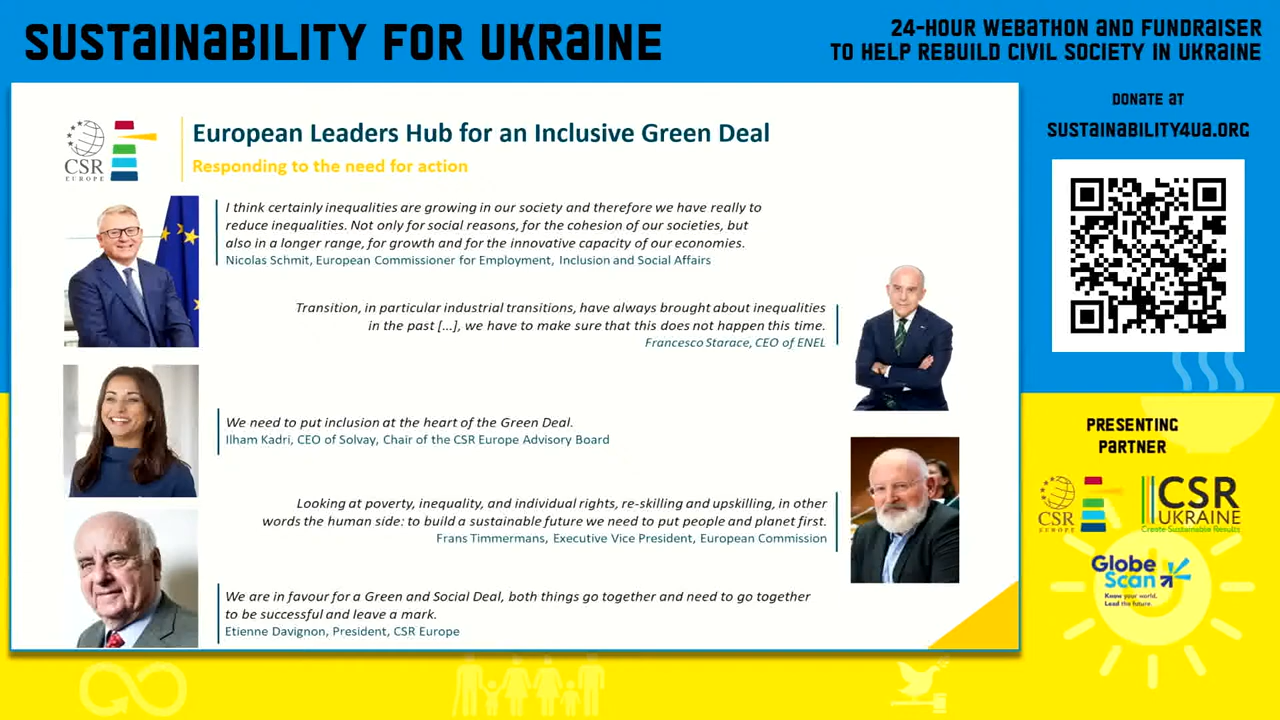 SUSTAINABILITY FOR UKRAINE
24-HOUR WEBATHON AND FUNDRAISER
TO HELP REBUILD CIVIL SOCIETY IN UKRAINE
DONATE AT
SUSTAINABILITY4UA.ORG
CSR
EUROPE
European Leaders Hub for an Inclusive Green Deal
Responding to the need for action
I think certainly inequalities are growing in our society and therefore we have really to
reduce inequalities. Not only for social reasons, for the cohesion of our societies, but
also in a longer range, for growth and for the innovative capacity of our economies.
Nicolas Schmit, European Commissioner for Employment, Inclusion and Social Affairs
Transition, in particular industrial transitions, have always brought about inequalities
in the past [...], we have to make sure that this does not happen this time.
Francesco Starace, CEO of ENEL
We need to put inclusion at the heart of the Green Deal.
Ilham Kadri, CEO of Solvay, Chair of the CSR Europe Advisory Board
Looking at poverty, inequality, and individual rights, re-skilling and upskilling, in other
words the human side: to build a sustainable future we need to put people and planet first.
Frans Timmermans, Executive Vice President, European Commission
We are in favour for a Green and Social Deal, both things go together and need to go together
to be successful and leave a mark.
Etienne Davignon, President, CSR Europe
PRESENTING
PARTNER
CSR
EUROPE
CSR
UKRAINE
Create Sustainable Results
Globe
Scan
Know your world.
Lead the future.